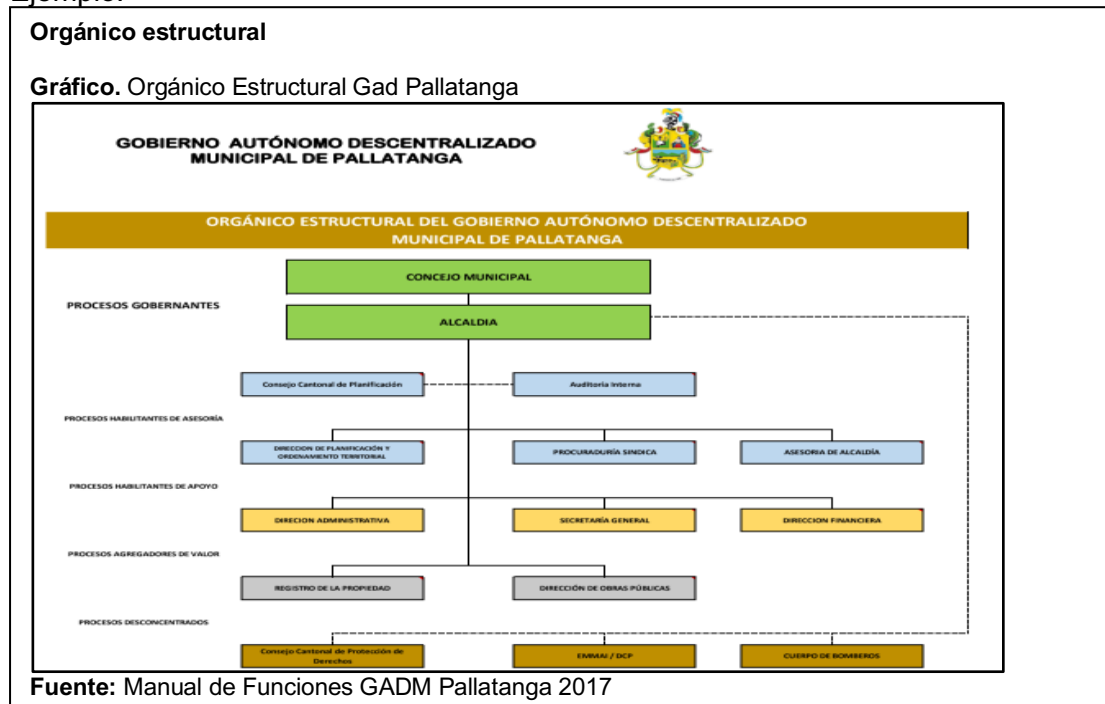 Ejemplo:
Orgánico estructural
Gráfico. Orgánico Estructural Gad Pallatanga
GOBIERNO AUTÓNOMO DESCENTRALIZADO
MUNICIPAL DE PALLATANGA
ORGÁNICO ESTRUCTURAL DEL GOBIERNO AUTÓNOMO DESCENTRALIZADO
MUNICIPAL DE PALLATANGA
CONCEJO MUNICIPAL
PROCESOS GOBERNANTES
ALCALDIA
Consejo Cantonal de Planificación
Auditoría Interna
PROCESOS HABILITANTES DE ASESORÍA
DIRECCION DE PLANIFICACIÓN Y
ORDENAMIENTO TERRITORIAL
PROCURADURÍA SINDICA
ASESORIA DE ALCALDÍA
PROCESOS HABILITANTES DE APOYO
DIRECION ADMINISTRATIVA
SECRETARÍA GENERAL
DIRECCION FINANCIERA
PROCESOS AGREGADORES DE VALOR
REGISTRO DE LA PROPIEDAD
DIRECCIÓN DE OBRAS PÚBLICAS
PROCESOS DESCONCENTRADOS
Consejo Cantonal de Protección de
Derechos
EMMAI / DCP
CUERPO DE BOMBEROS
Fuente: Manual de Funciones GADM Pallatanga 2017